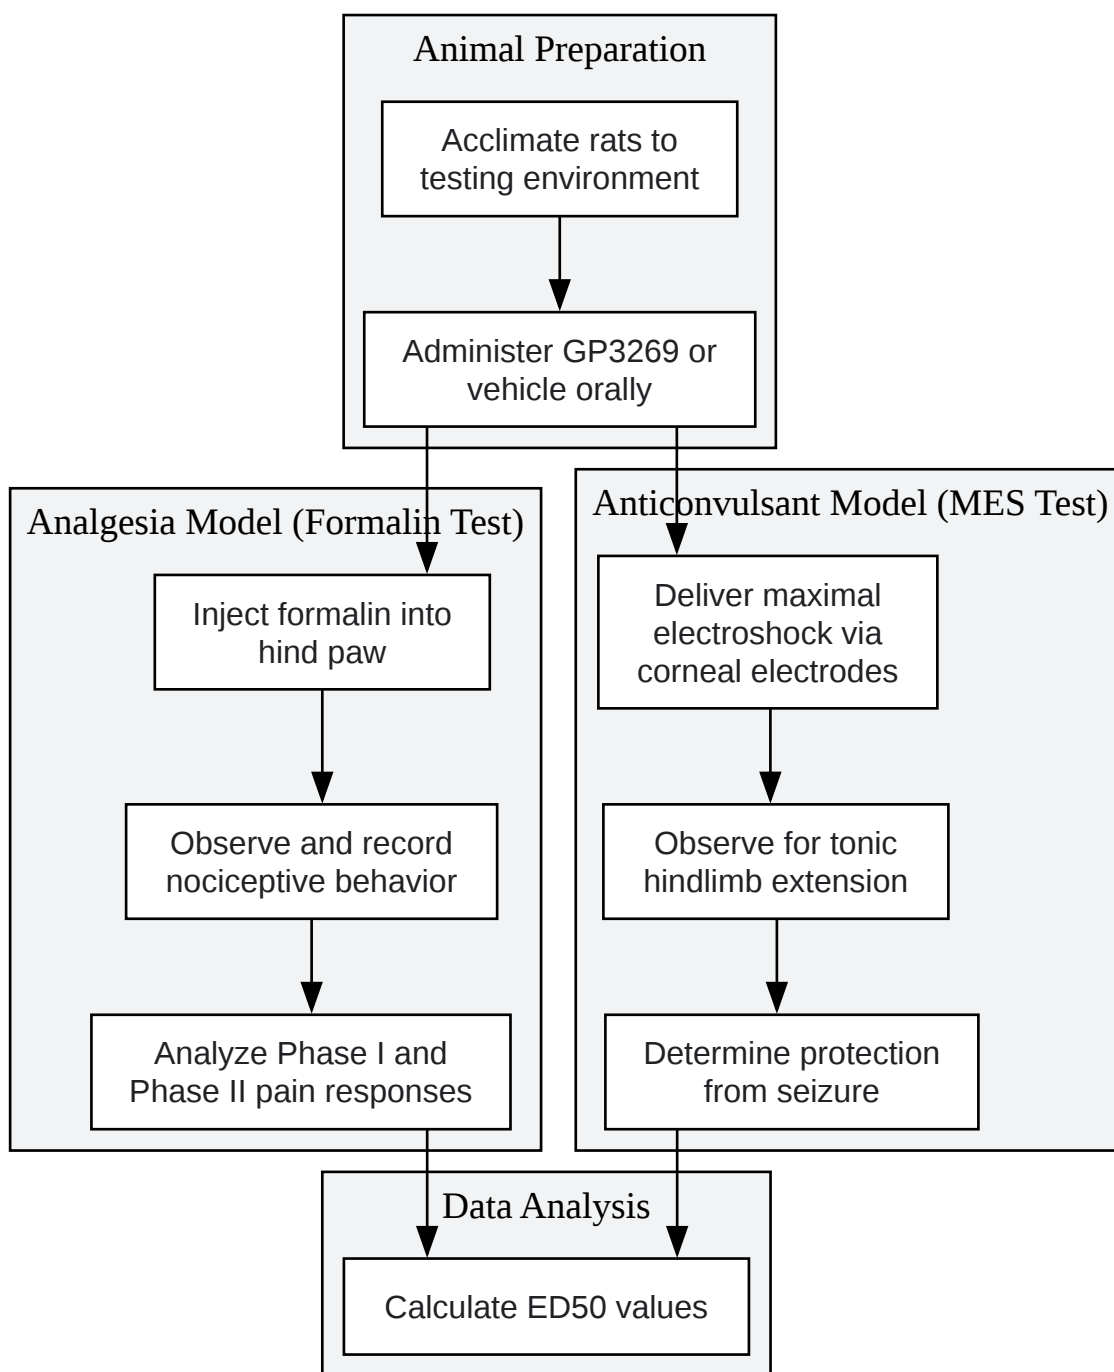 Animal Preparation
Acclimate rats to
testing environment
Administer GP3269 or
vehicle orally
Analgesia Model (Formalin Test)
Inject formalin into
hind paw
Observe and record
nociceptive behavior
Analyze Phase I and
Phase II pain responses
Anticonvulsant Model (MES Test)
Deliver maximal
electroshock via
corneal electrodes
Observe for tonic
hindlimb extension
Determine protection
from seizure
Data Analysis
Calculate ED50 values